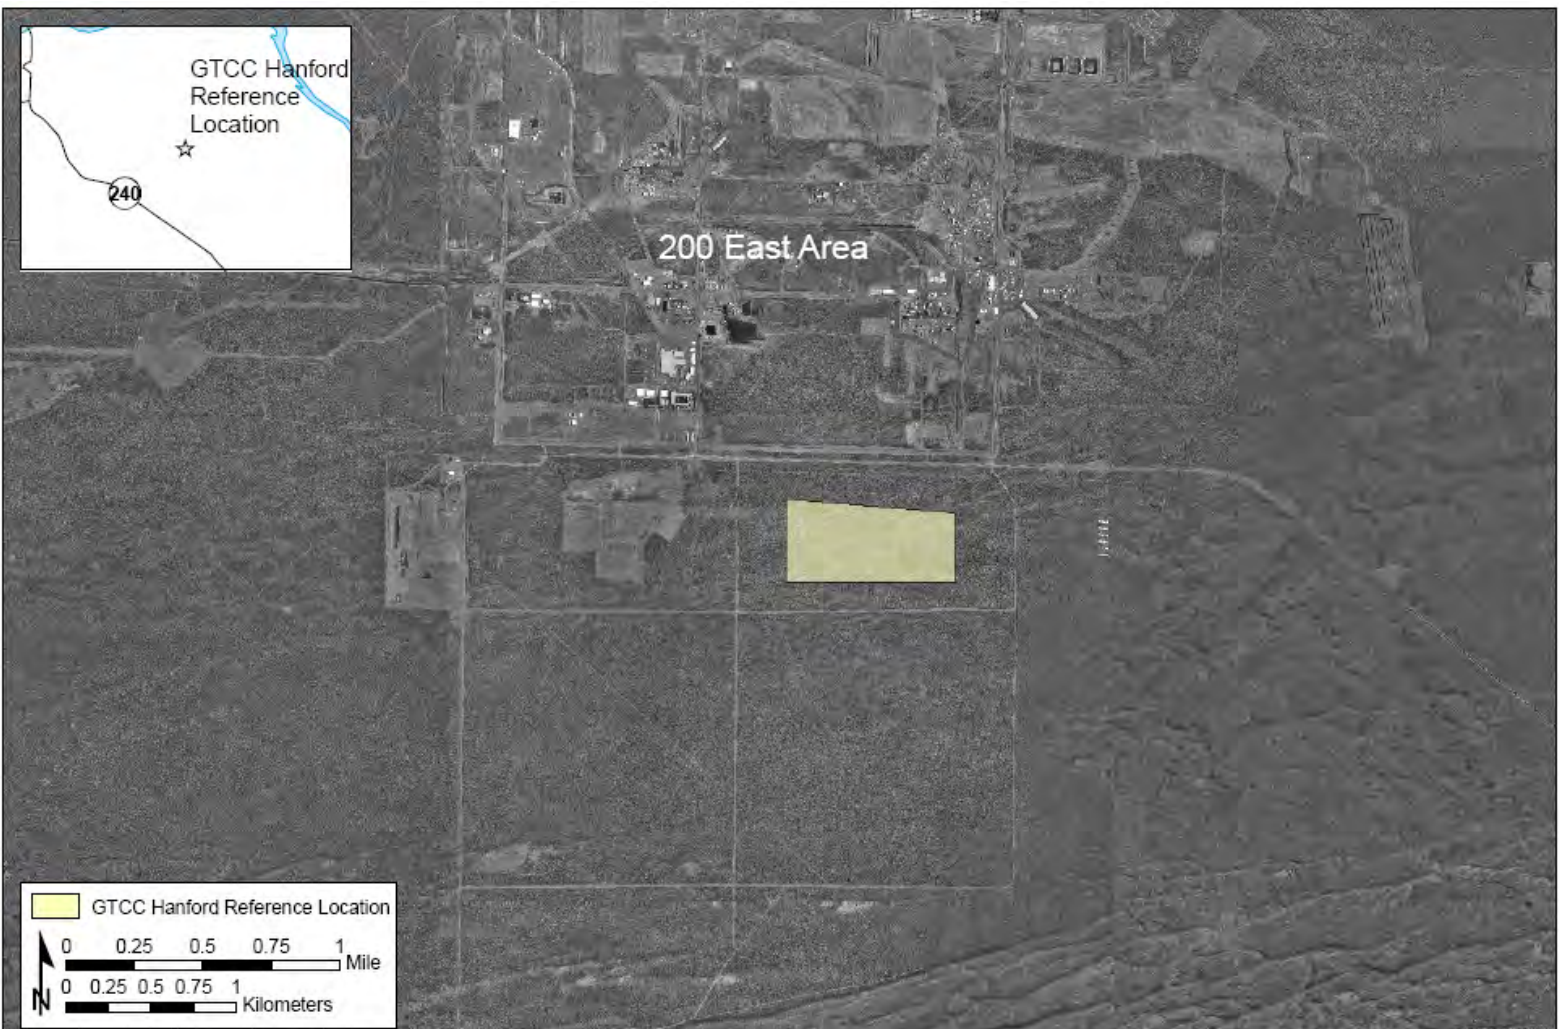 GTCC Hanford
Reference
Location
240
200 East Area
GTCC Hanford Reference Location
0 0.25 0.5 0.75 1
Mile
0 0.25 0.5 0.75 1
Kilometers
N